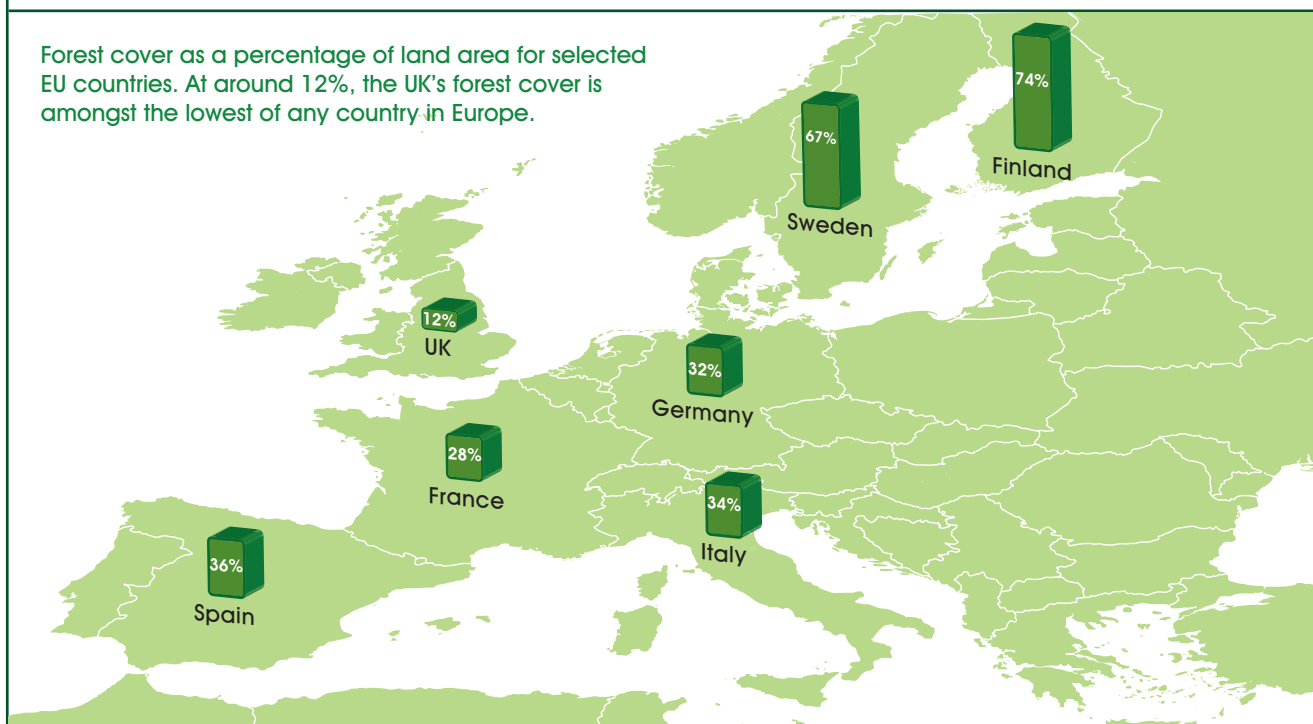 Forest cover as a percentage of land area for selected
EU countries. At around 12%, the UK's forest cover is
amongst the lowest of any country in Europe.
74%
Finland
67%
Sweden
12%
UK
32%
Germany
28%
France
34%
Italy
36%
Spain